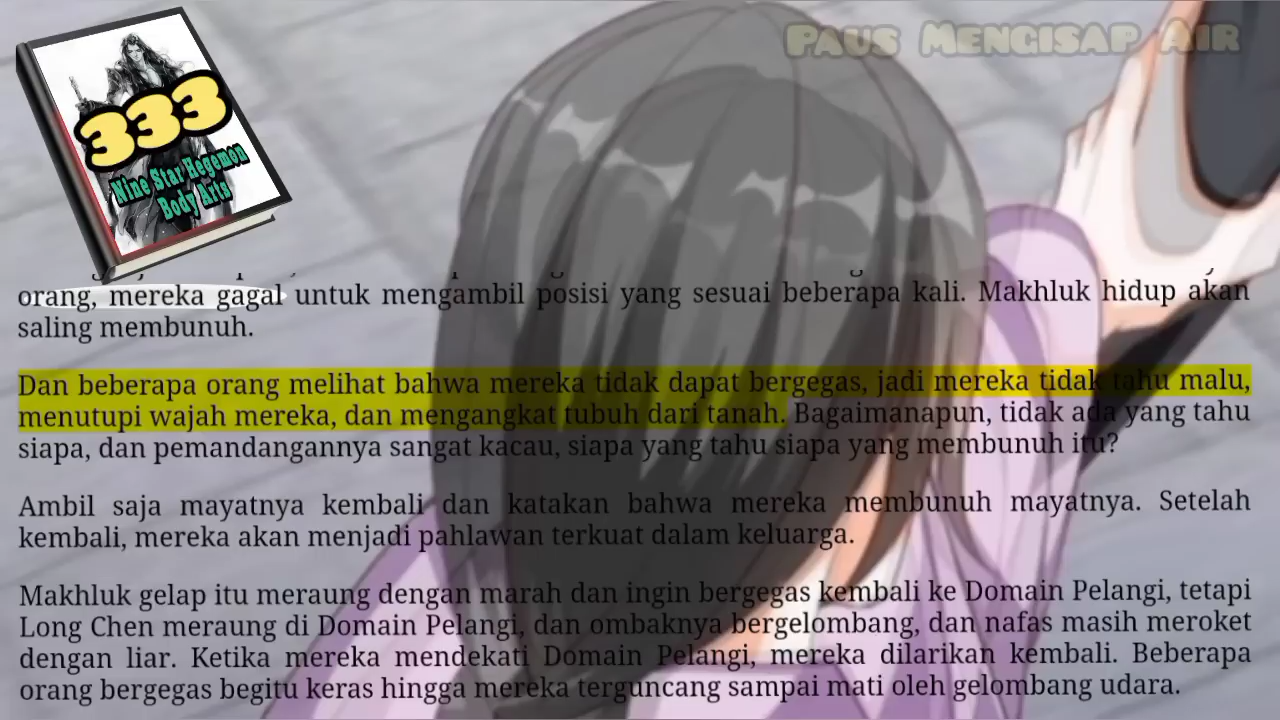 Paus Mengisap Air
333
Nine Star Hegemon
Body Arts
orang, mereka gagal untuk mengambil posisi yang sesuai beberapa kali. Makhluk hidup akan
saling membunuh.
Dan beberapa orang melihat bahwa mereka tidak dapat bergegas, jadi mereka tidak tahu malu,
menutupi wajah mereka, dan mengangkat tubuh dari tanah. Bagaimanapun, tidak ada yang tahu
siapa, dan pemandangannya sangat kacau, siapa yang tahu siapa yang membunuh itu?
Ambil saja mayatnya kembali dan katakan bahwa mereka membunuh mayatnya. Setelah
kembali, mereka akan menjadi pahlawan terkuat dalam keluarga.
Makhluk gelap itu meraung dengan marah dan ingin bergegas kembali ke Domain Pelangi, tetapi
Long Chen meraung di Domain Pelangi, dan ombaknya bergelombang, dan nafas masih meroket
dengan liar. Ketika mereka mendekati Domain Pelangi, mereka dilarikan kembali. Beberapa
orang bergegas begitu keras hingga mereka terguncang sampai mati oleh gelombang udara.